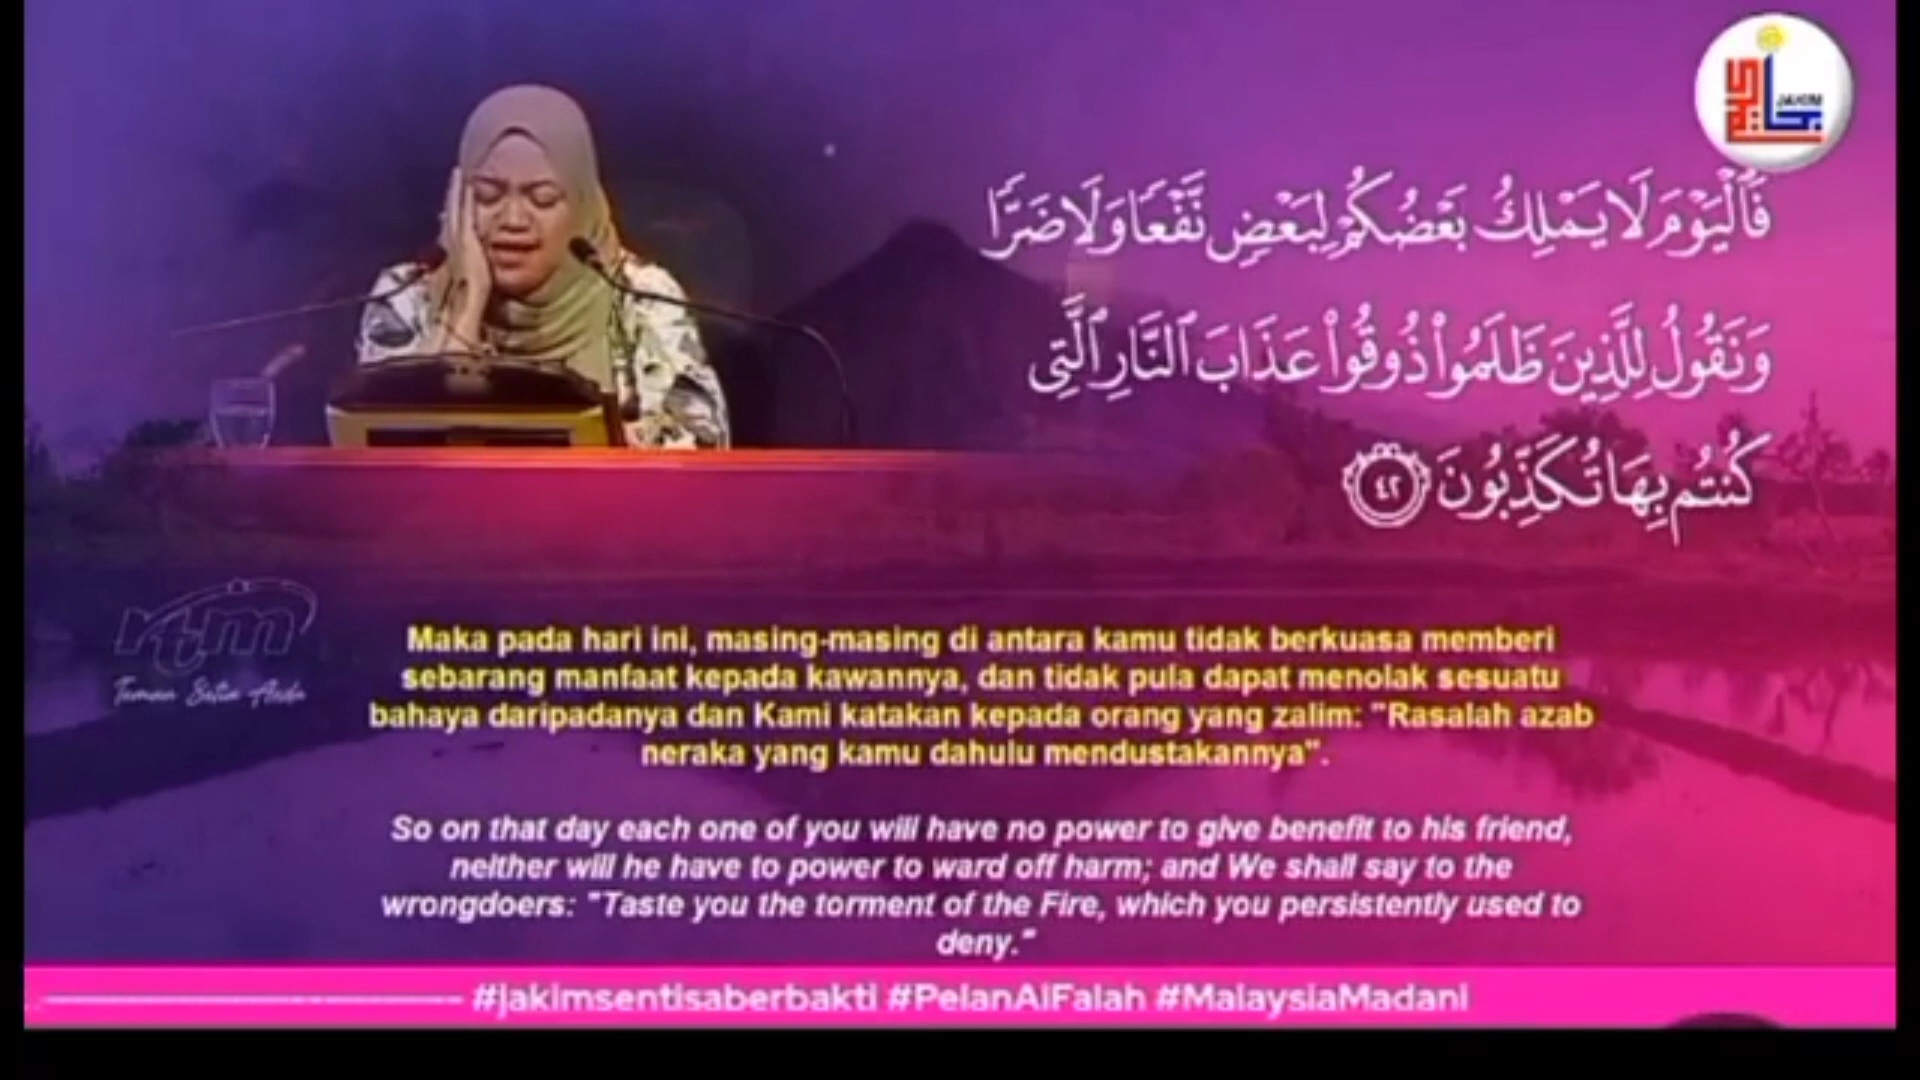 JAKIM
فَٱلْيَوْمَ لَا يَمْلِكُ بَعْضُكُمْ لِبَعْضٍ نَّفْعًا وَلَا ضَرًّا
وَنَقُولُ لِلَّذِينَ ظَلَمُوا۟ ذُوقُوا۟ عَذَابَ ٱلنَّارِ ٱلَّتِى
كُنتُم بِهَا تُكَذِّبُونَ ٤٢
rtm
Teman Setia Anda
Maka pada hari ini, masing-masing di antara kamu tidak berkuasa memberi
sebarang manfaat kepada kawannya, dan tidak pula dapat menolak sesuatu
bahaya daripadanya dan Kami katakan kepada orang yang zalim: "Rasalah azab
neraka yang kamu dahulu mendustakannya".
So on that day each one of you will have no power to give benefit to his friend,
neither will he have to power to ward off harm; and We shall say to the
wrongdoers: "Taste you the torment of the Fire, which you persistently used to
deny."
#jakimsentisaberbakti #PelanAlFalah #MalaysiaMadani